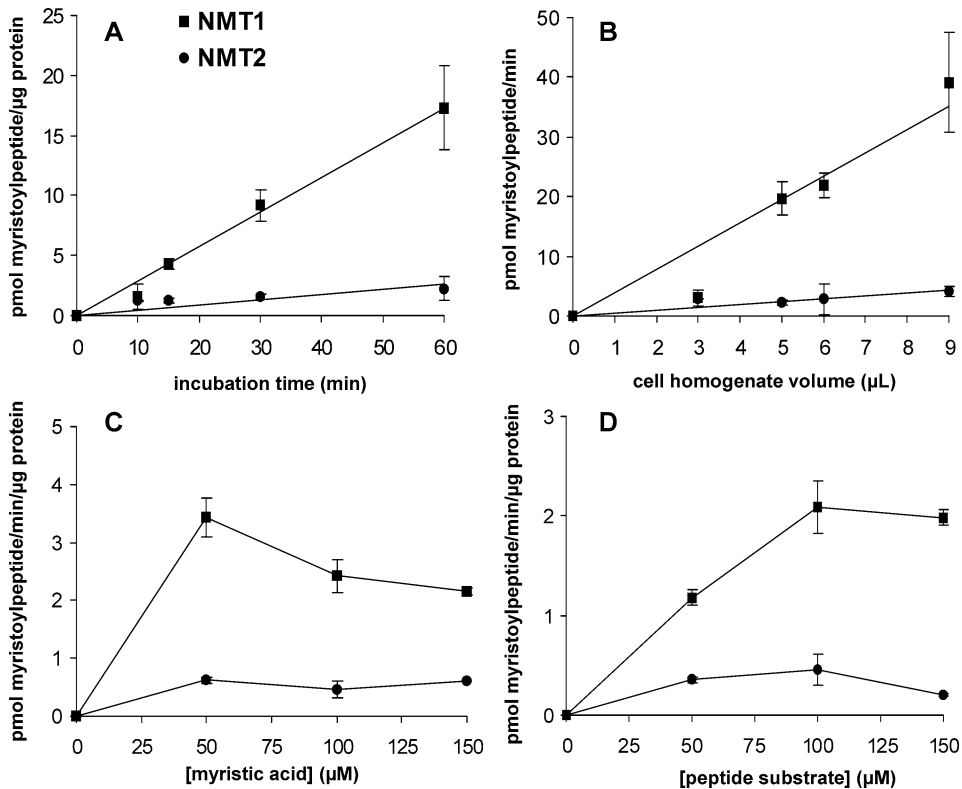 A
NMT1
NMT2
pmol myristoylpeptide/µg protein
25
20
15
10
5
0
0 10 20 30 40 50 60
incubation time (min)
B
pmol myristoylpeptide/min
50
40
30
20
10
0
0 1 2 3 4 5 6 7 8 9
cell homogenate volume (µL)
C
pmol myristoylpeptide/min/µg protein
5
4
3
2
1
0
0 25 50 75 100 125 150
[myristic acid] (µM)
D
pmol myristoylpeptide/min/µg protein
3
2
1
0
0 25 50 75 100 125 150
[peptide substrate] (µM)